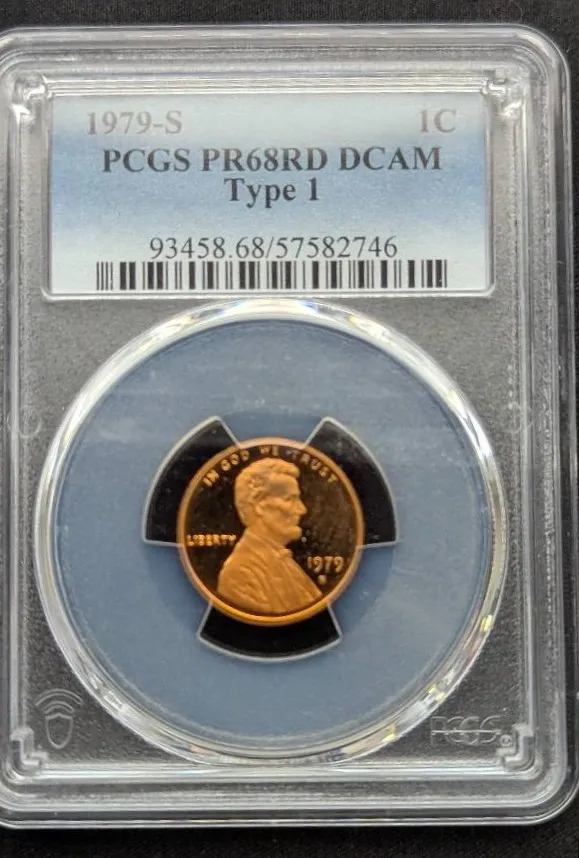 1979-S 1C
PCGS PR68RD DCAM
Type 1
93458.68/57582746
IN GOD WE TRUST
LIBERTY
1979
S
PCGS